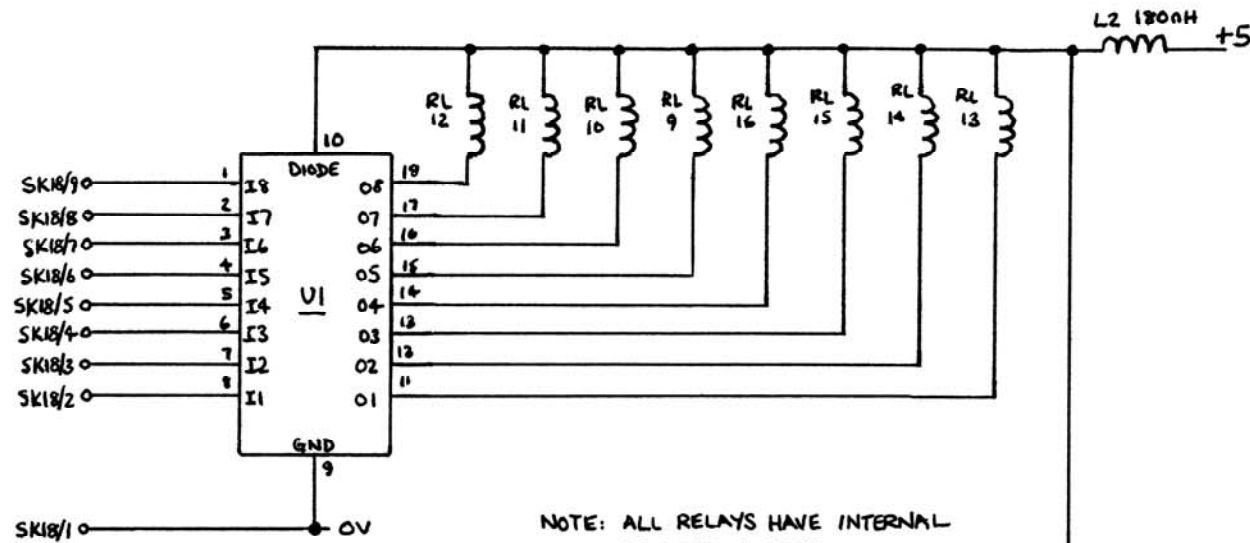 L2 180nH
+5
RL 12
RL 11
RL 10
RL 9
RL 16
RL 15
RL 14
RL 13
10
DIODE
SK18/9 1 I8 O8 18
SK18/8 2 I7 O7 17
SK18/7 3 I6 O6 16
SK18/6 4 I5 O5 15
SK18/5 5 I4 U1 O4 14
SK18/4 6 I3 O3 13
SK18/3 7 I2 O2 12
SK18/2 8 I1 O1 11
GND
9
SK18/1 0V
NOTE: ALL RELAYS HAVE INTERNAL